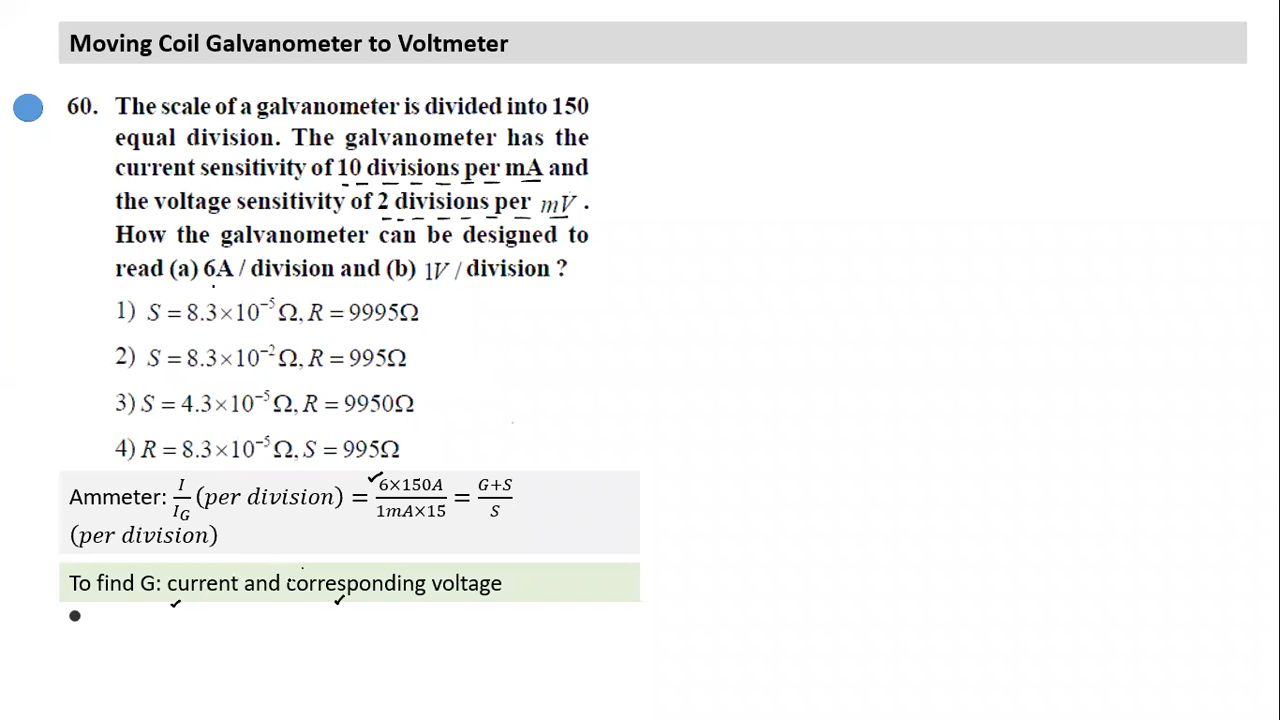 Moving Coil Galvanometer to Voltmeter
60. The scale of a galvanometer is divided into 150
equal division. The galvanometer has the
current sensitivity of 10 divisions per mA and
the voltage sensitivity of 2 divisions per mV .
How the galvanometer can be designed to
read (a) 6A / division and (b) 1V / division ?
1) S = 8.3×10⁻⁵Ω, R = 9995Ω
2) S = 8.3×10⁻²Ω, R = 995Ω
3) S = 4.3×10⁻⁵Ω, R = 9950Ω
4) R = 8.3×10⁻⁵Ω, S = 995Ω
Ammeter: I/I_G (per division) = 6×150A/1mA×15 = G+S/S
(per division)
To find G: current and corresponding voltage